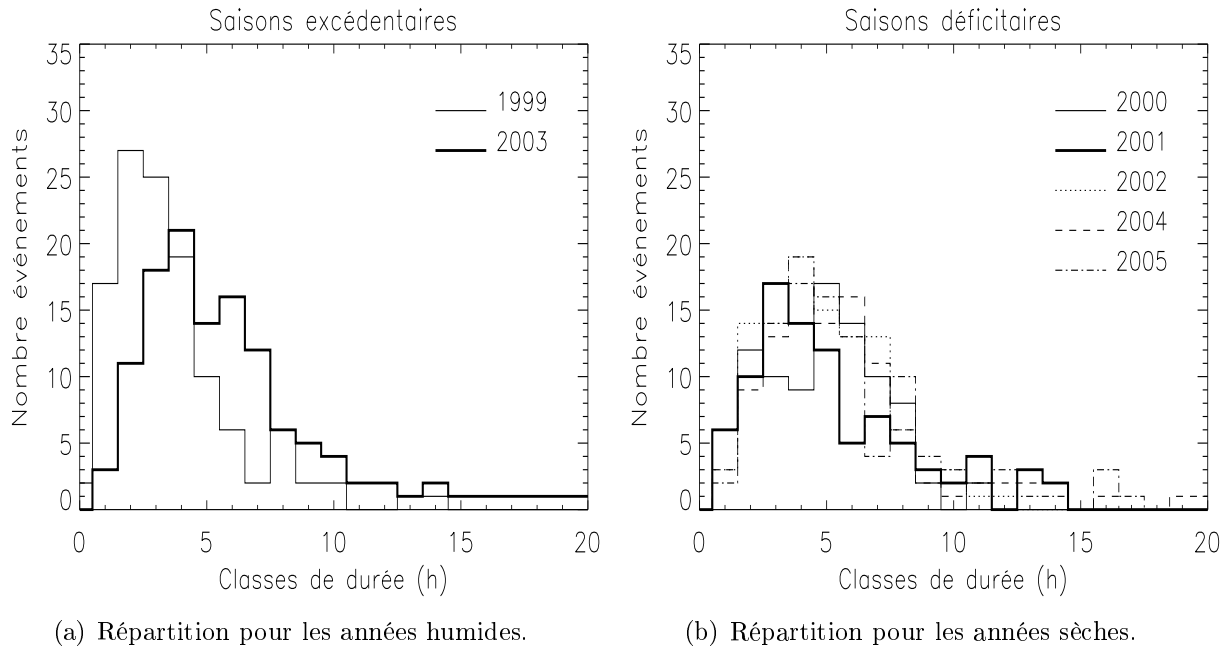 Saisons excédentaires
35
30
25
20
15
10
5
0
Nombre événements
1999
2003
0 5 10 15 20
Classes de durée (h)
(a) Répartition pour les années humides.
Saisons déficitaires
35
30
25
20
15
10
5
0
Nombre événements
2000
2001
2002
2004
2005
0 5 10 15 20
Classes de durée (h)
(b) Répartition pour les années sèches.